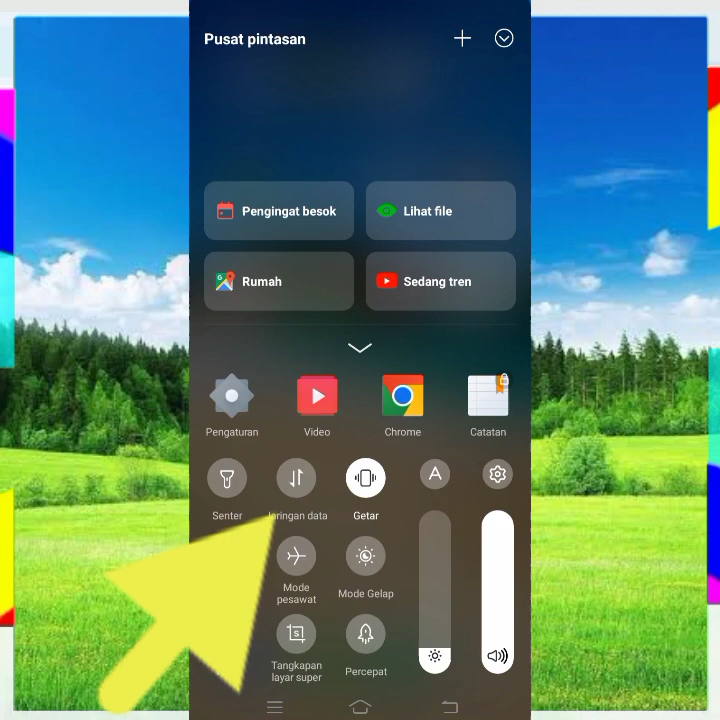 Pusat pintasan
Pengingat besok
Lihat file
Rumah
Sedang tren
Pengaturan
Video
Chrome
Catatan
Senter
Jaringan data
Getar
A
Mode
pesawat
Mode Gelap
S
Tangkapan
layar super
Percepat